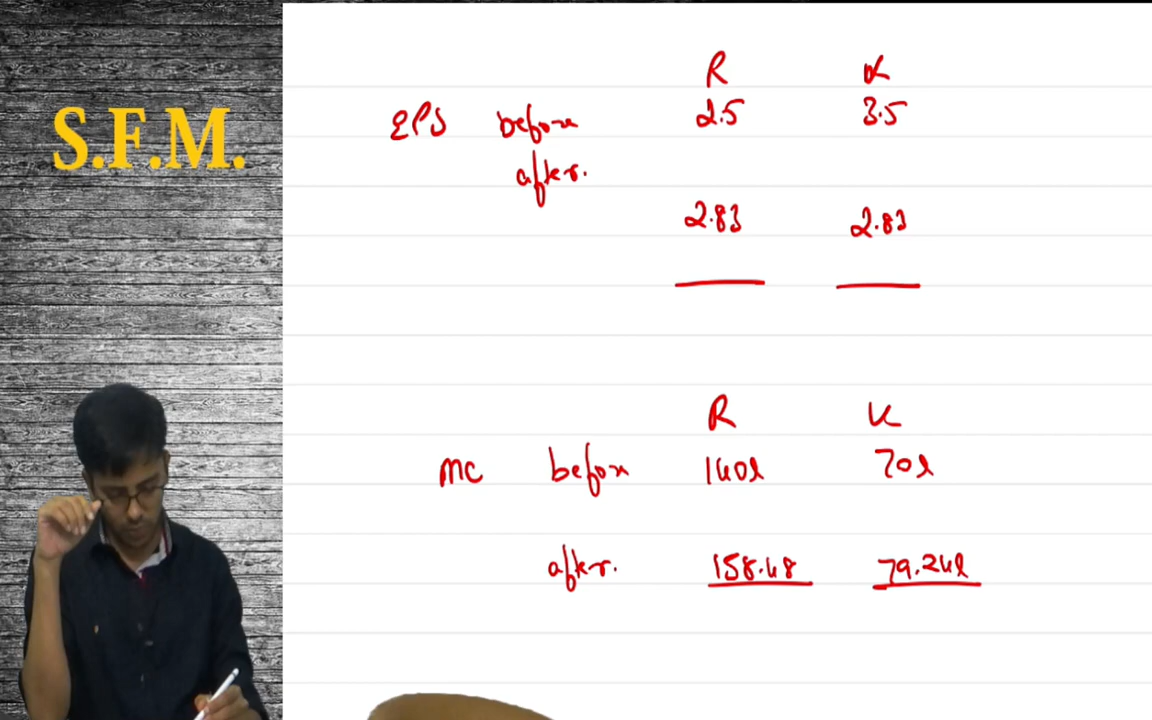 S.F.M.
R K
EPS before 2.5 3.5
after.
2.83 2.83
R K
MC before 140l 70l
after. 158.48 79.24l